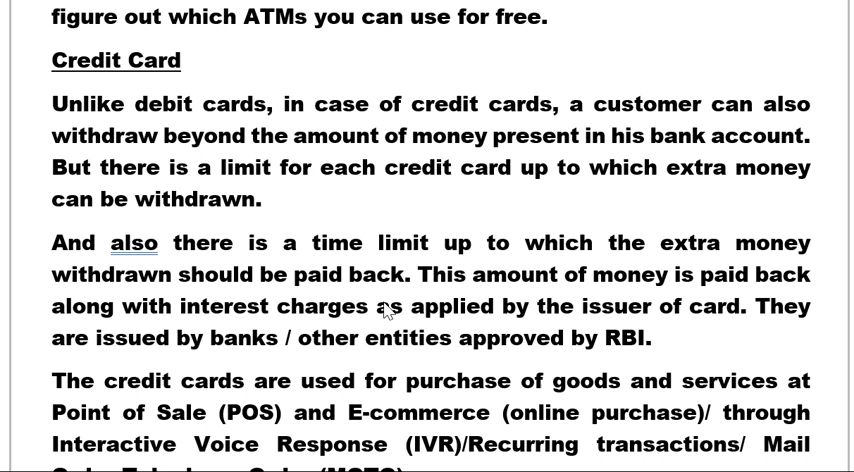 figure out which ATMs you can use for free.
Credit Card
Unlike debit cards, in case of credit cards, a customer can also
withdraw beyond the amount of money present in his bank account.
But there is a limit for each credit card up to which extra money
can be withdrawn.
And also there is a time limit up to which the extra money
withdrawn should be paid back. This amount of money is paid back
along with interest charges as applied by the issuer of card. They
are issued by banks / other entities approved by RBI.
The credit cards are used for purchase of goods and services at
Point of Sale (POS) and E-commerce (online purchase)/ through
Interactive Voice Response (IVR)/Recurring transactions/ Mail